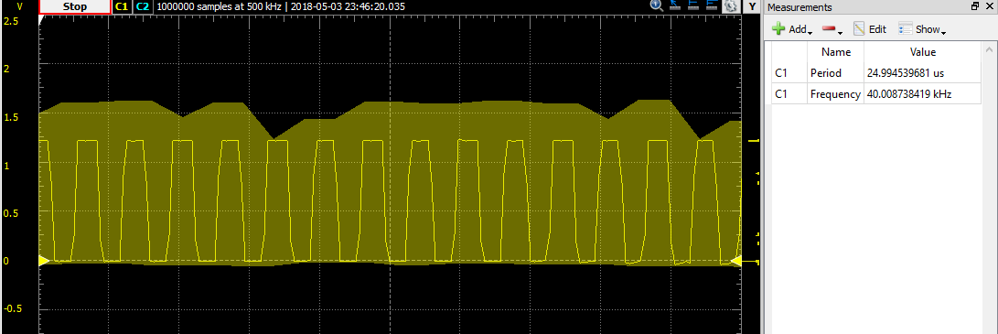 V Stop C1 C2 1000000 samples at 500 kHz | 2018-05-03 23:46:20.035 Y
2.5
2
1.5
1
0.5
0
-0.5
Measurements
Add Edit Show
Name Value
C1 Period 24.994539681 us
C1 Frequency 40.008738419 kHz